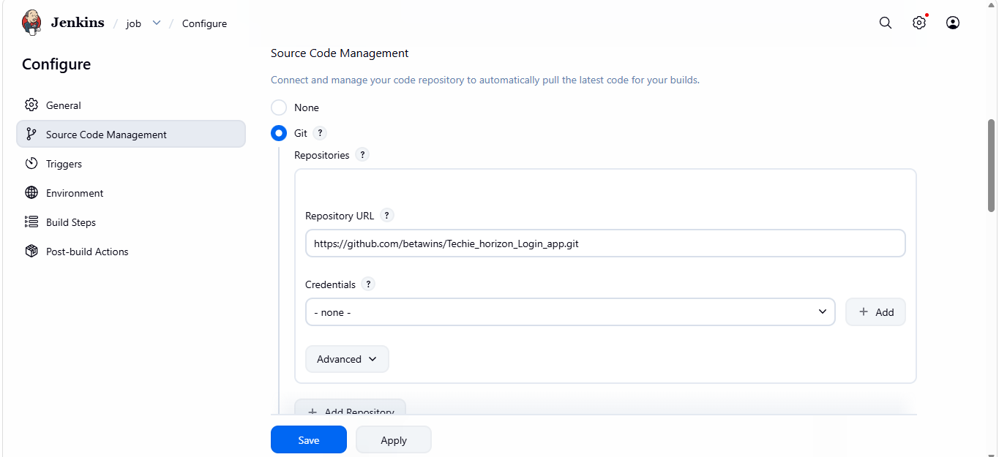 Jenkins / job / Configure
Configure
General
Source Code Management
Triggers
Environment
Build Steps
Post-build Actions
Source Code Management
Connect and manage your code repository to automatically pull the latest code for your builds.
None
Git ?
Repositories ?
Repository URL ?
https://github.com/betawins/Techie_horizon_Login_app.git
Credentials ?
- none -
+ Add
Advanced
+ Add Repository
Save
Apply